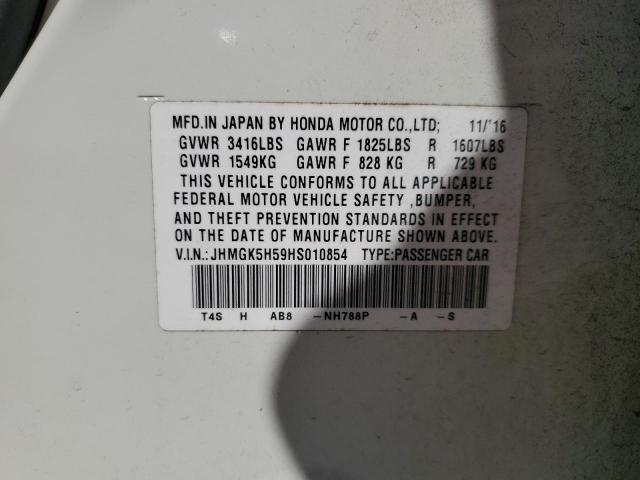 MFD.IN JAPAN BY HONDA MOTOR CO.,LTD; 11/'16
GVWR 3416LBS GAWR F 1825LBS R 1607LBS
GVWR 1549KG GAWR F 828 KG R 729 KG
THIS VEHICLE CONFORMS TO ALL APPLICABLE
FEDERAL MOTOR VEHICLE SAFETY ,BUMPER,
AND THEFT PREVENTION STANDARDS IN EFFECT
ON THE DATE OF MANUFACTURE SHOWN ABOVE.
V.I.N.:JHMGK5H59HS010854 TYPE:PASSENGER CAR
T4S H AB8 -NH788P -A -S